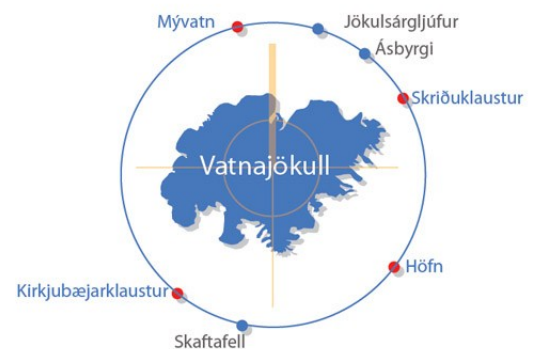 Mývatn
Jökulsárgljúfur
Ásbyrgi
Skriðuklaustur
Vatnajökull
Höfn
Kirkjubæjarklaustur
Skaftafell